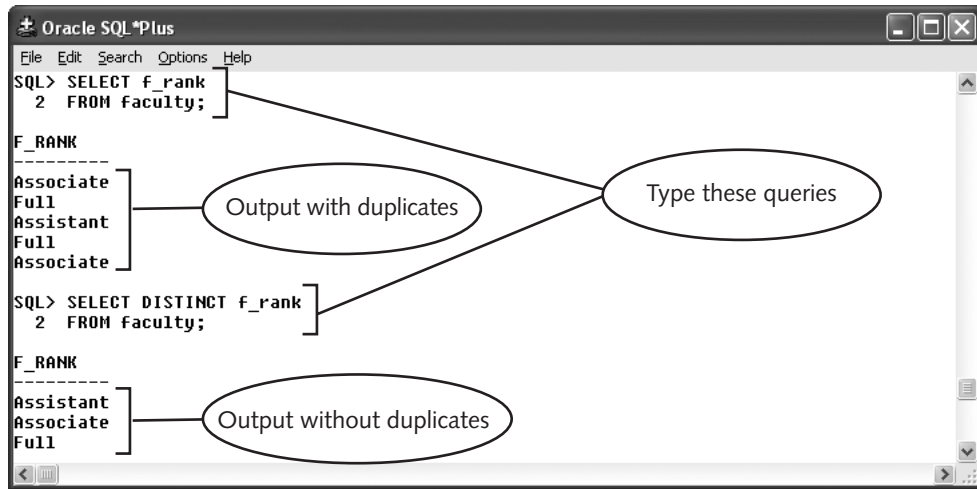 Oracle SQL*Plus
File Edit Search Options Help
SQL> SELECT f_rank
2 FROM faculty;
F_RANK
---------
Associate
Full
Assistant
Full
Associate
Output with duplicates
Type these queries
SQL> SELECT DISTINCT f_rank
2 FROM faculty;
F_RANK
---------
Assistant
Associate
Full
Output without duplicates